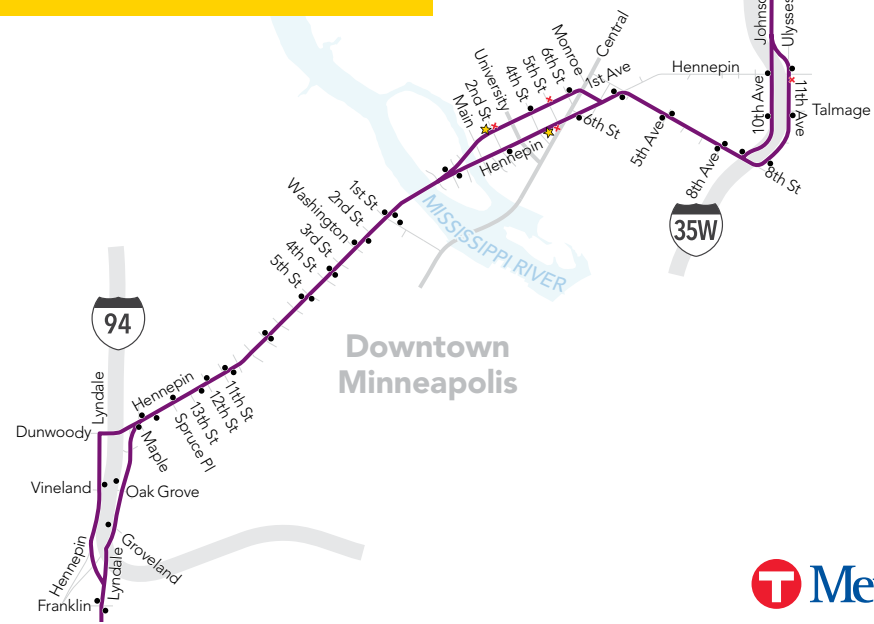 Johnso
Ulysses
Central
Monroe
6th St
5th St
4th St
University
2nd St
Main
1st Ave
Hennepin
10th Ave
11th Ave
Talmage
6th St
5th Ave
8th Ave
8th St
Hennepin
35W
1st St
2nd St
Washington
3rd St
4th St
5th St
MISSISSIPPI RIVER
94
Downtown
Minneapolis
Lyndale
Hennepin
11th St
12th St
13th St
Spruce Pl
Maple
Dunwoody
Vineland
Oak Grove
Groveland
Hennepin
Lyndale
Franklin
T Me